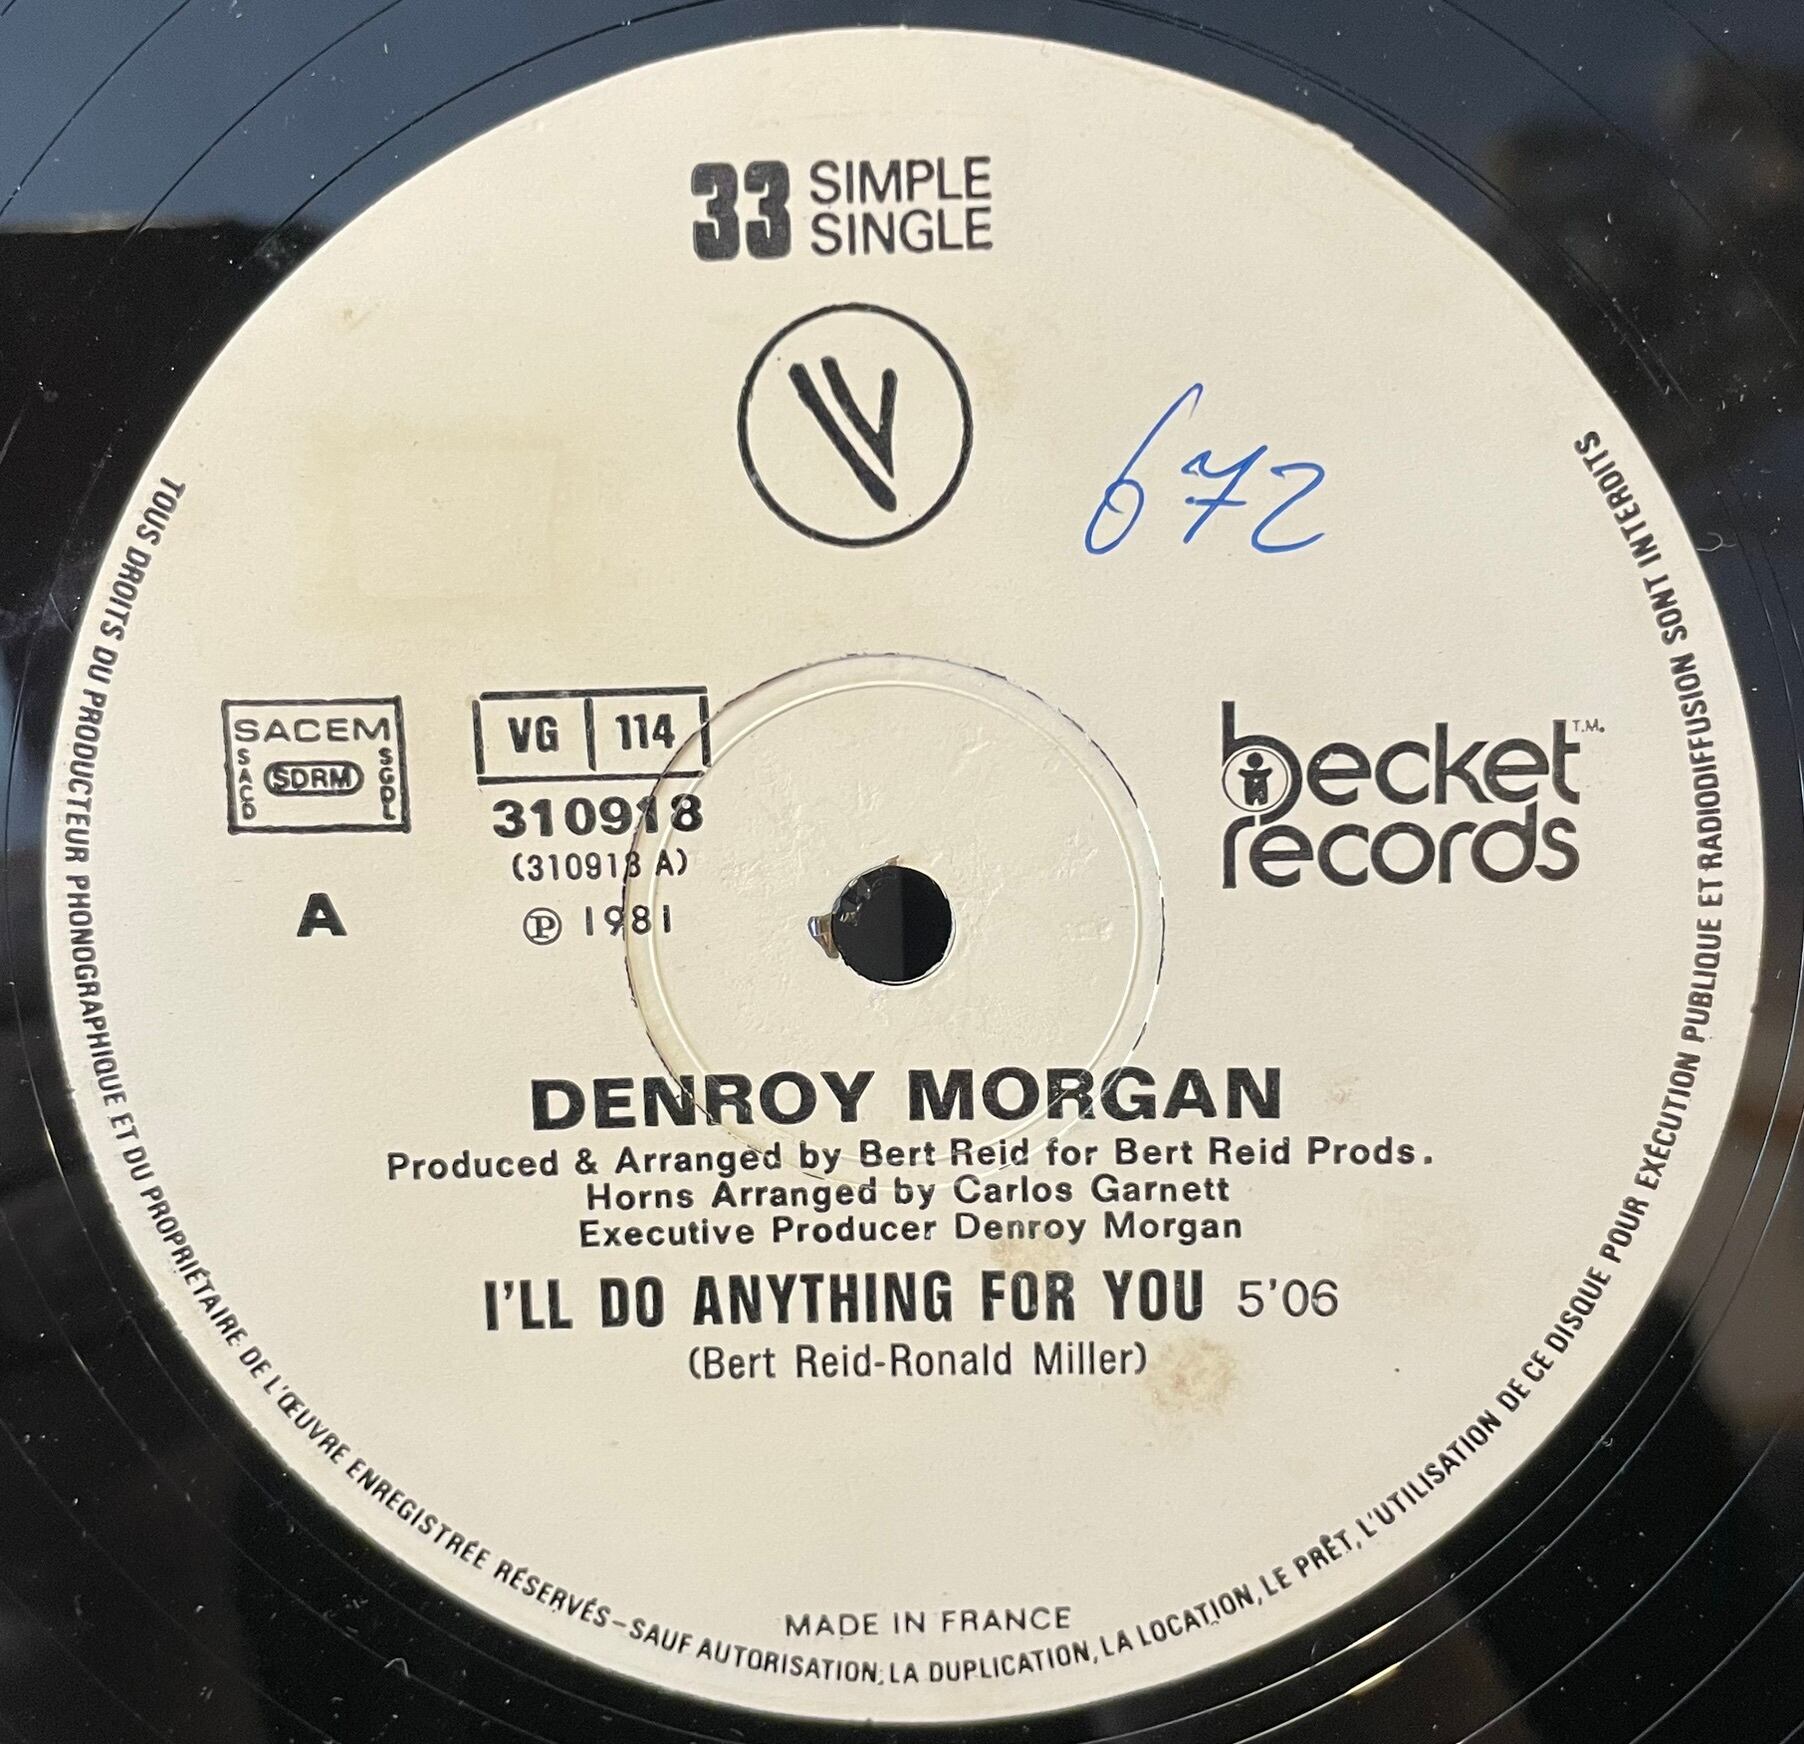 33 SIMPLE
SINGLE
V
672
SACEM
SACD
SDRM
SGDL
VG 114
310918
(310918 A)
A
℗ 1981
becket T.M.
records
DENROY MORGAN
Produced & Arranged by Bert Reid for Bert Reid Prods.
Horns Arranged by Carlos Garnett
Executive Producer Denroy Morgan
I'LL DO ANYTHING FOR YOU 5'06
(Bert Reid-Ronald Miller)
MADE IN FRANCE
TOUS DROITS DU PRODUCTEUR PHONOGRAPHIQUE ET DU PROPRIÉTAIRE DE L'ŒUVRE ENREGISTRÉE RÉSERVÉS – SAUF AUTORISATION, LA DUPLICATION, LA LOCATION, LE PRÊT, L'UTILISATION DE CE DISQUE POUR EXÉCUTION PUBLIQUE ET RADIODIFFUSION SONT INTERDITS